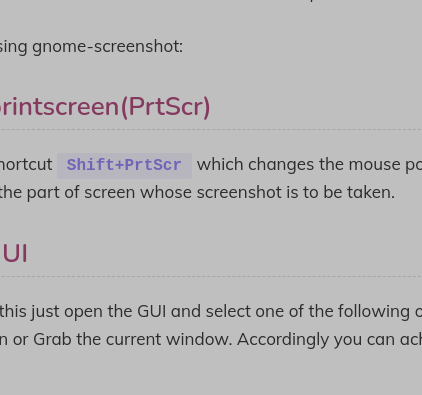 sing gnome-screenshot:
printscreen(PrtScr)
hortcut Shift+PrtScr which changes the mouse po
the part of screen whose screenshot is to be taken.
UI
this just open the GUI and select one of the following o
n or Grab the current window. Accordingly you can ach